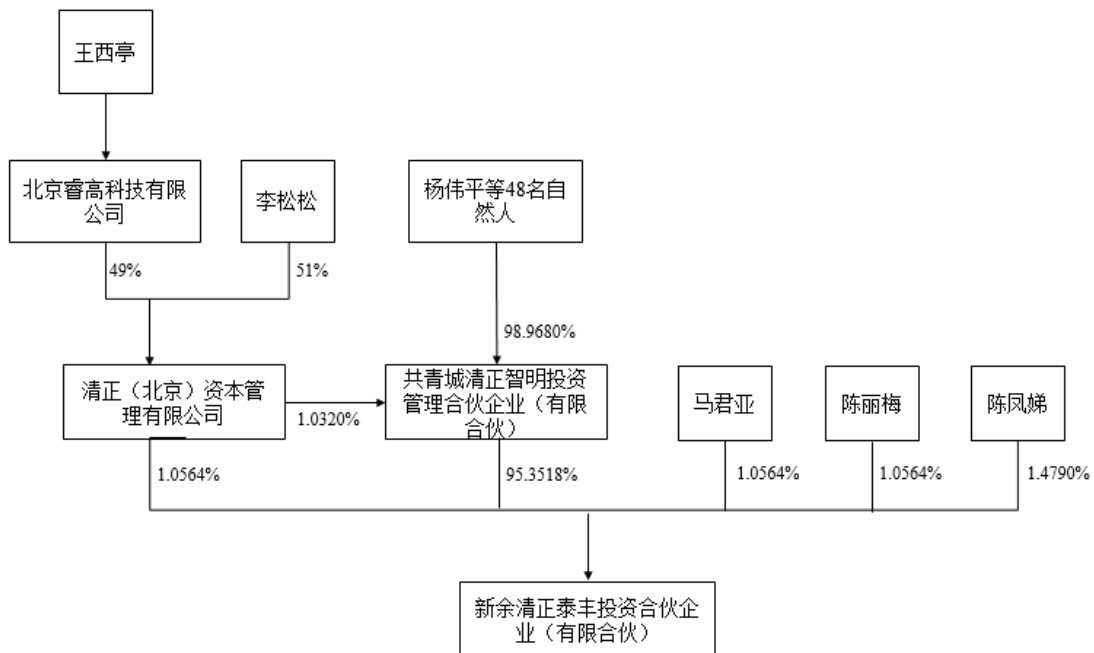 王西亭
北京睿高科技有限
公司
李松松
杨伟平等48名自
然人
49%
51%
98.9680%
清正（北京）资本管
理有限公司
1.0320%
共青城清正智明投资
管理合伙企业（有限
合伙）
马君亚
陈丽梅
陈凤娣
1.0564%
95.3518%
1.0564%
1.0564%
1.4790%
新余清正泰丰投资合伙企
业（有限合伙）